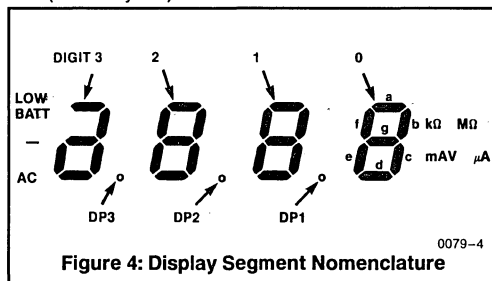 DIGIT 3 2 1 0
LOW BATT
a
f b kΩ MΩ
g
—
e c mAV μA
d
AC
DP3 DP2 DP1
0079–4
Figure 4: Display Segment Nomenclature